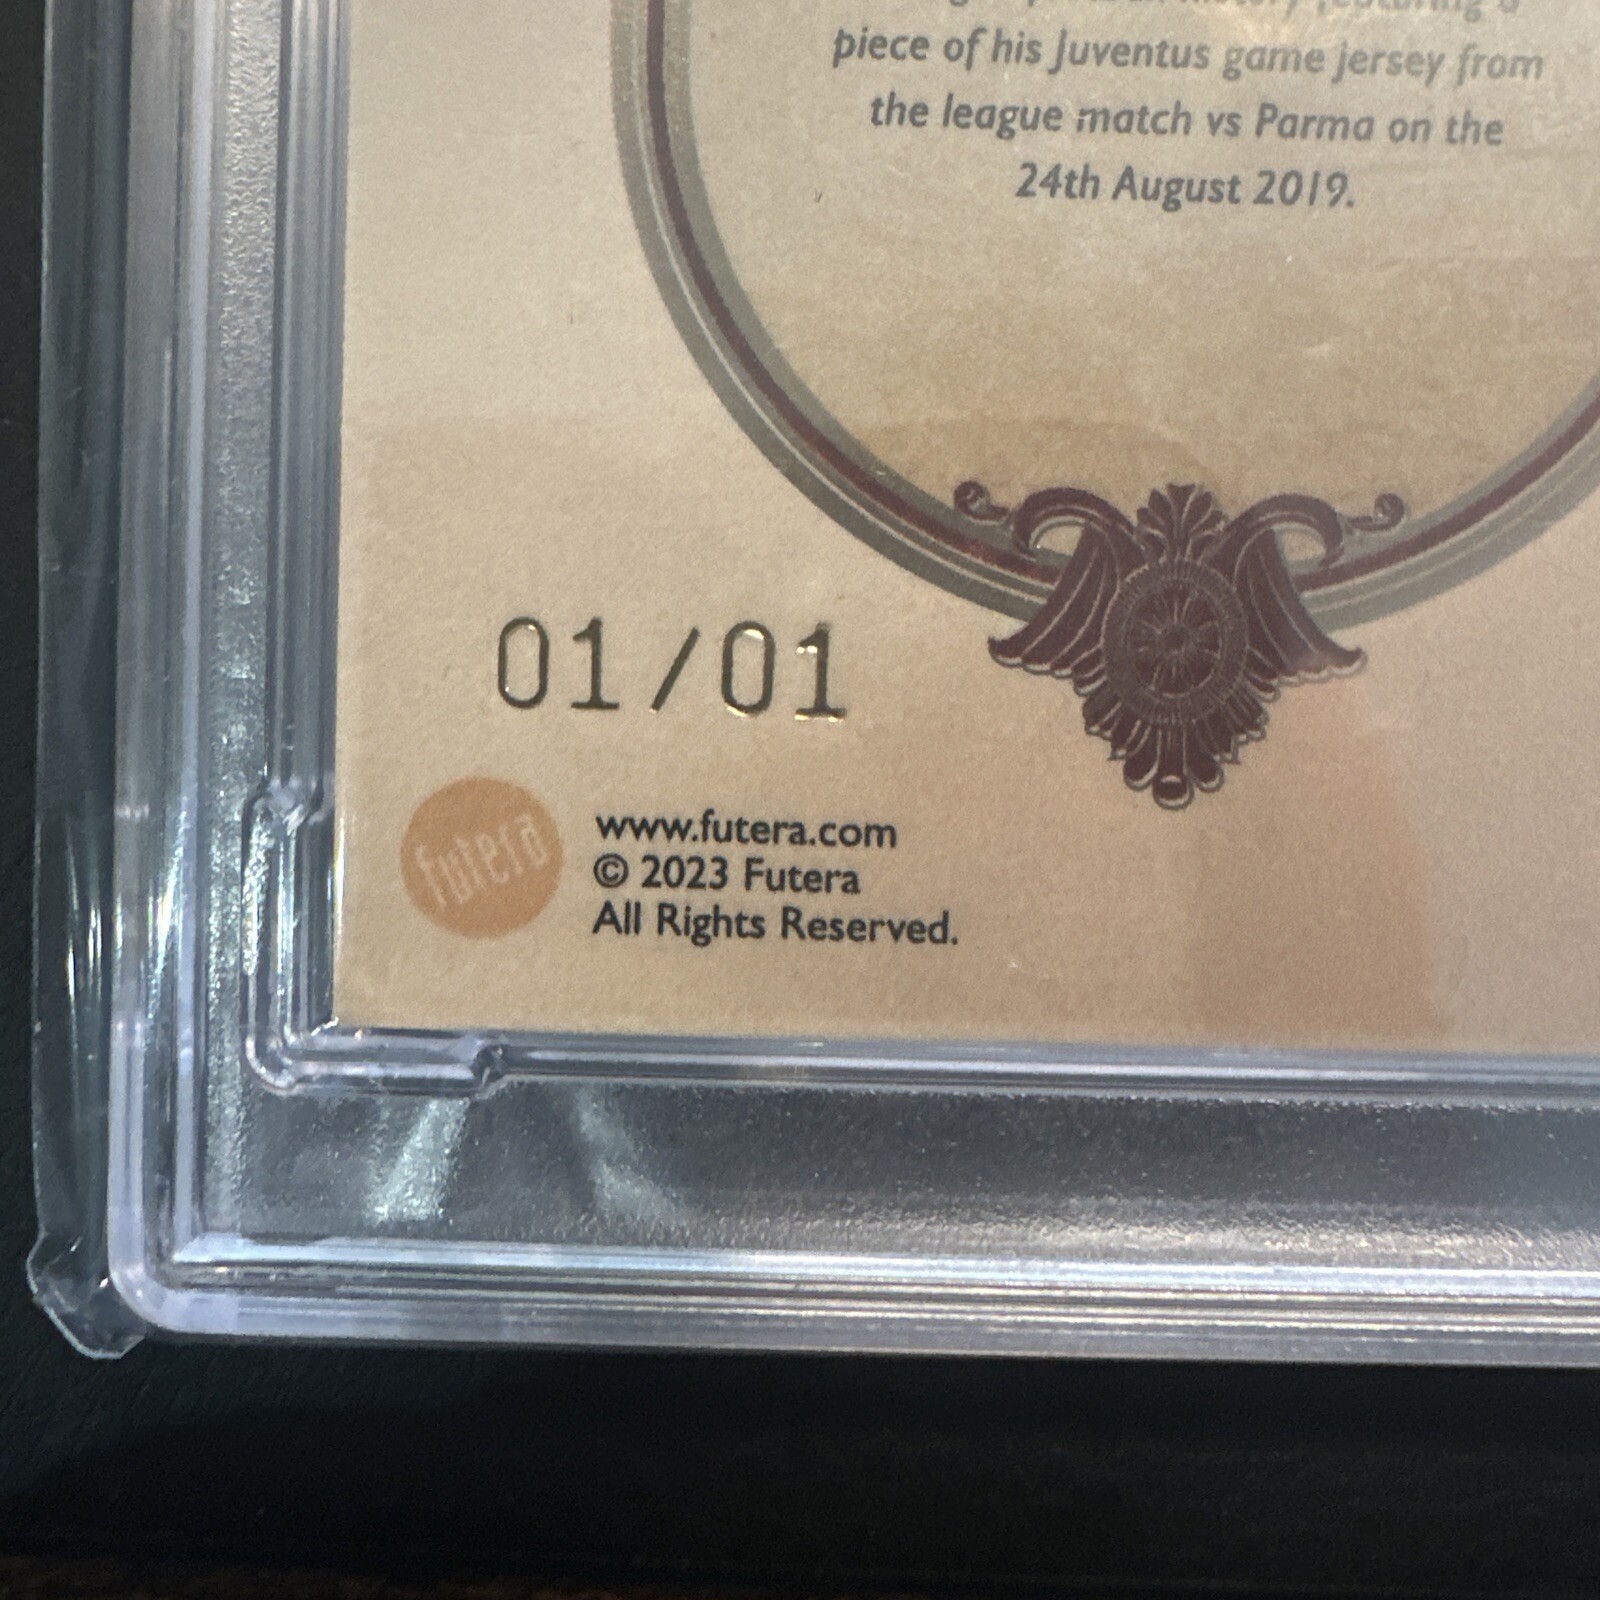 piece of his Juventus game jersey from
the league match vs Parma on the
24th August 2019.
01/01
futera
www.futera.com
© 2023 Futera
All Rights Reserved.